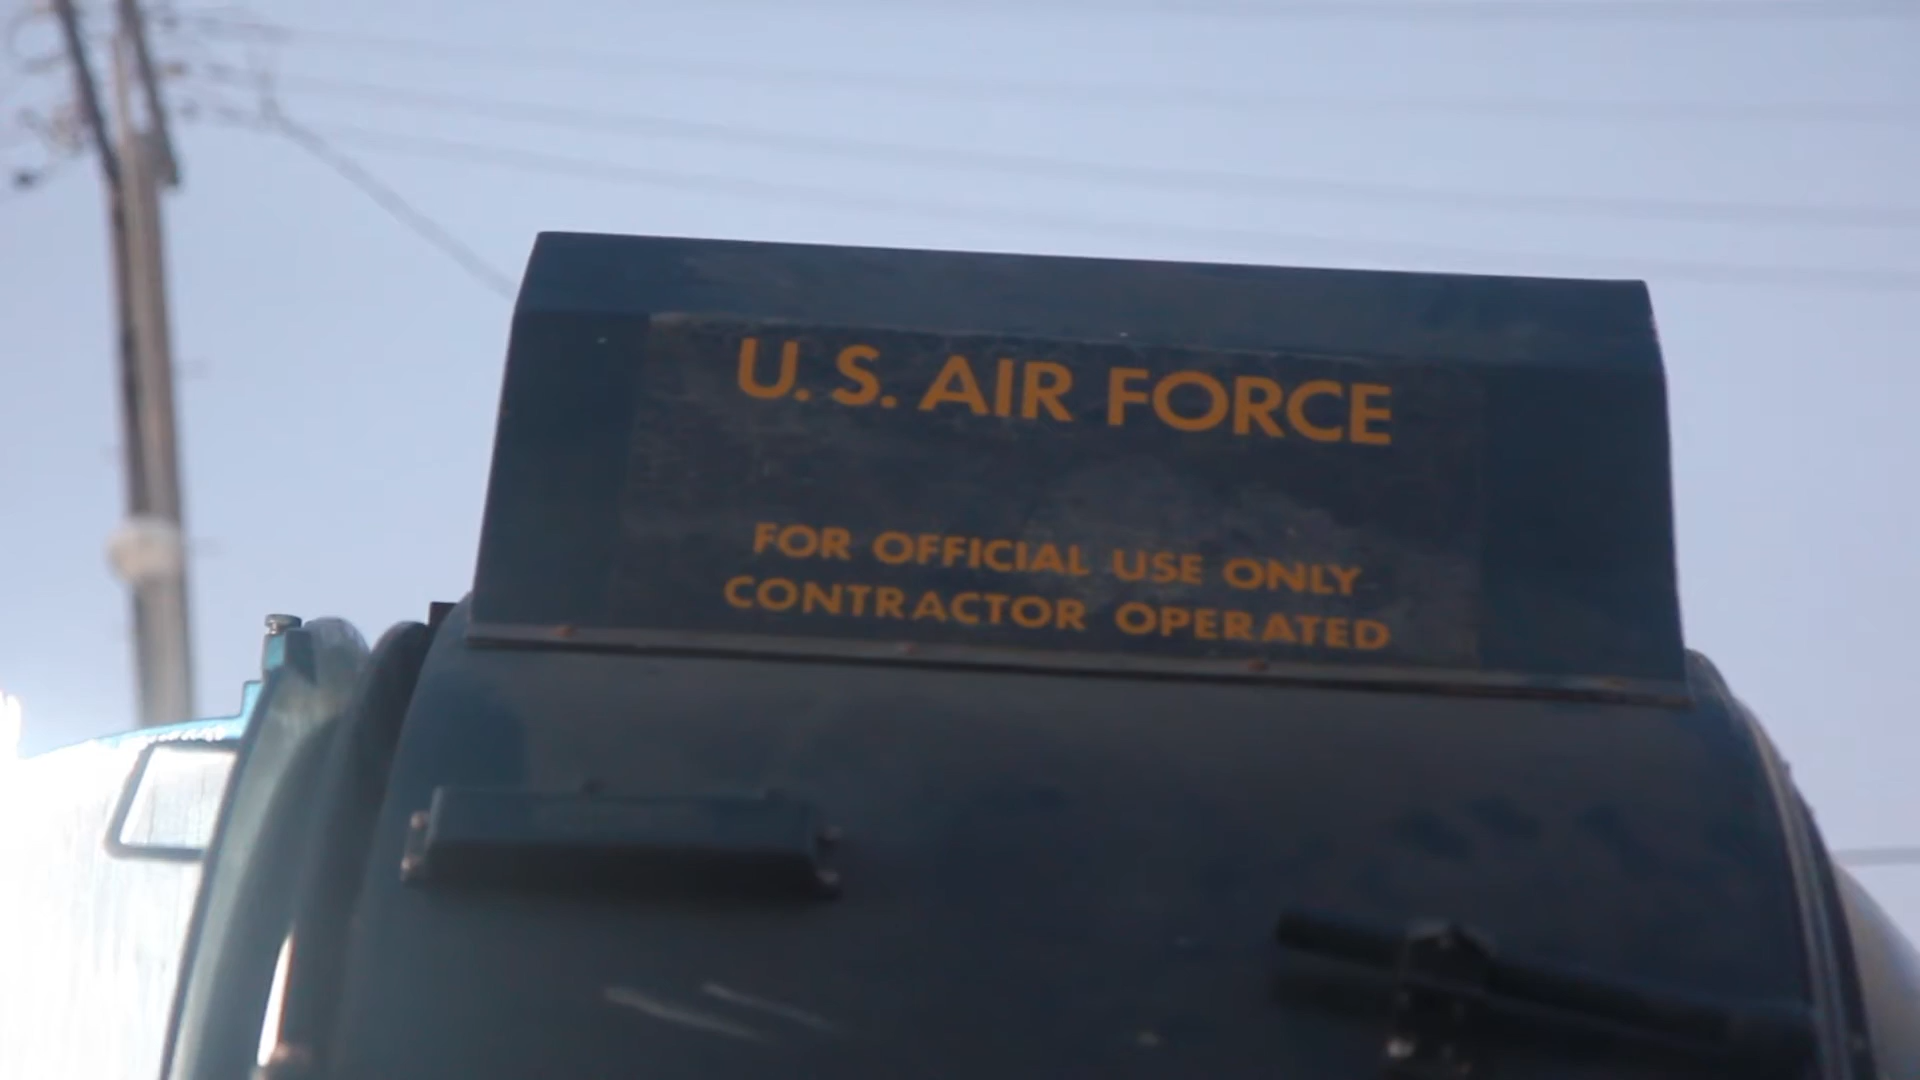 U.S. AIR FORCE
FOR OFFICIAL USE ONLY
CONTRACTOR OPERATED